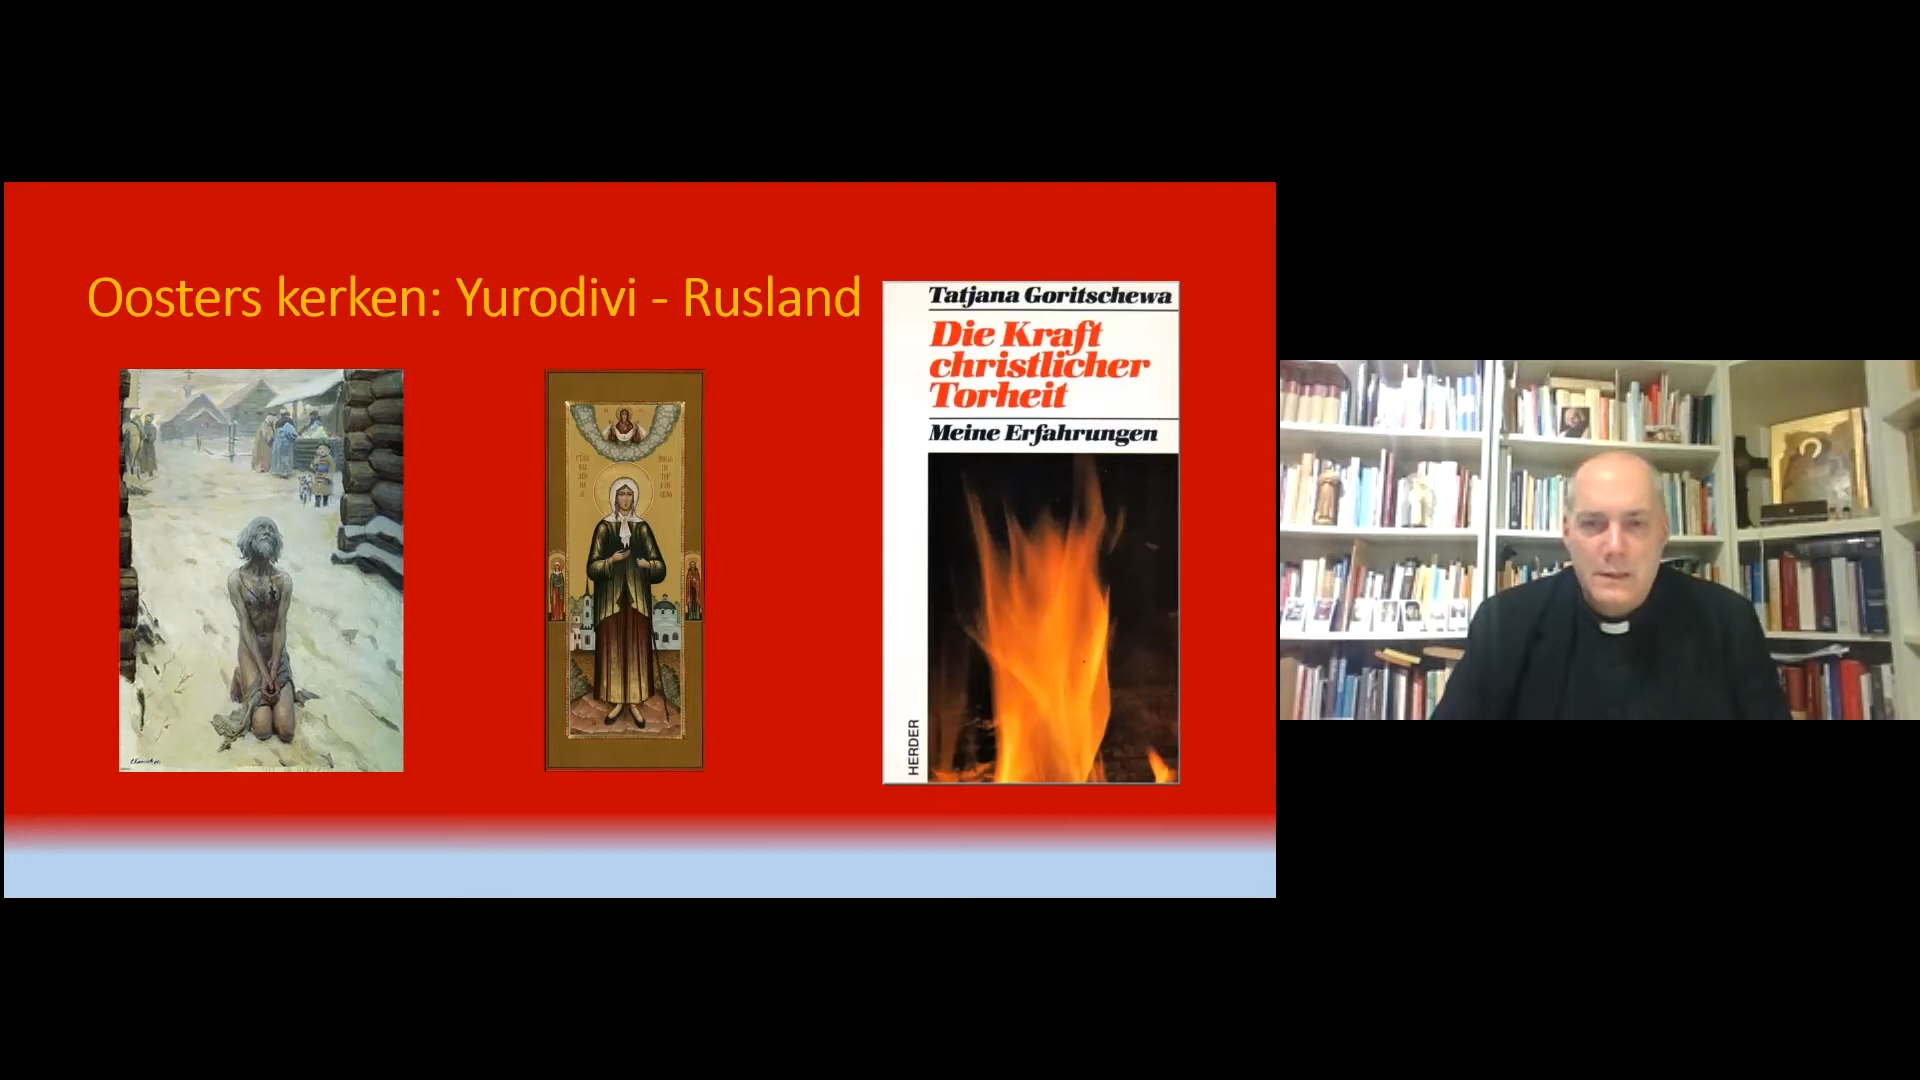 Oosters kerken: Yurodivi - Rusland
Tatjana Goritschewa
Die Kraft
christlicher
Torheit
Meine Erfahrungen
HERDER